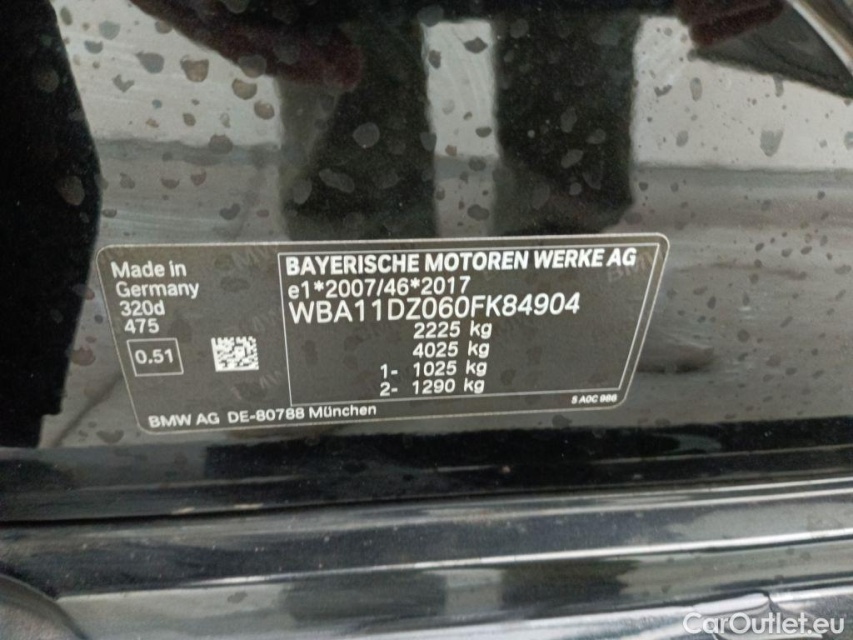 Made in
Germany
320d
475
0.51
BAYERISCHE MOTOREN WERKE AG
e1*2007/46*2017
WBA11DZ060FK84904
2225 kg
4025 kg
1- 1025 kg
2- 1290 kg
5 A0C 986
BMW AG DE-80788 München
CarOutlet.eu